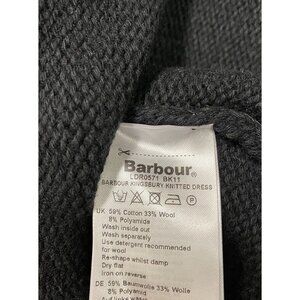 Barbour®
LDR0571 BK11
BARBOUR KINGSBURY KNITTED DRESS
UK 59% Cotton 33% Wool
8% Polyamide
Wash inside out
Wash separately
Use detergent recommended
for wool
Re-shape whilst damp
Dry flat
Iron on reverse
DE 59% Baumwolle 33% Wolle
8% Polyamid
Auf links